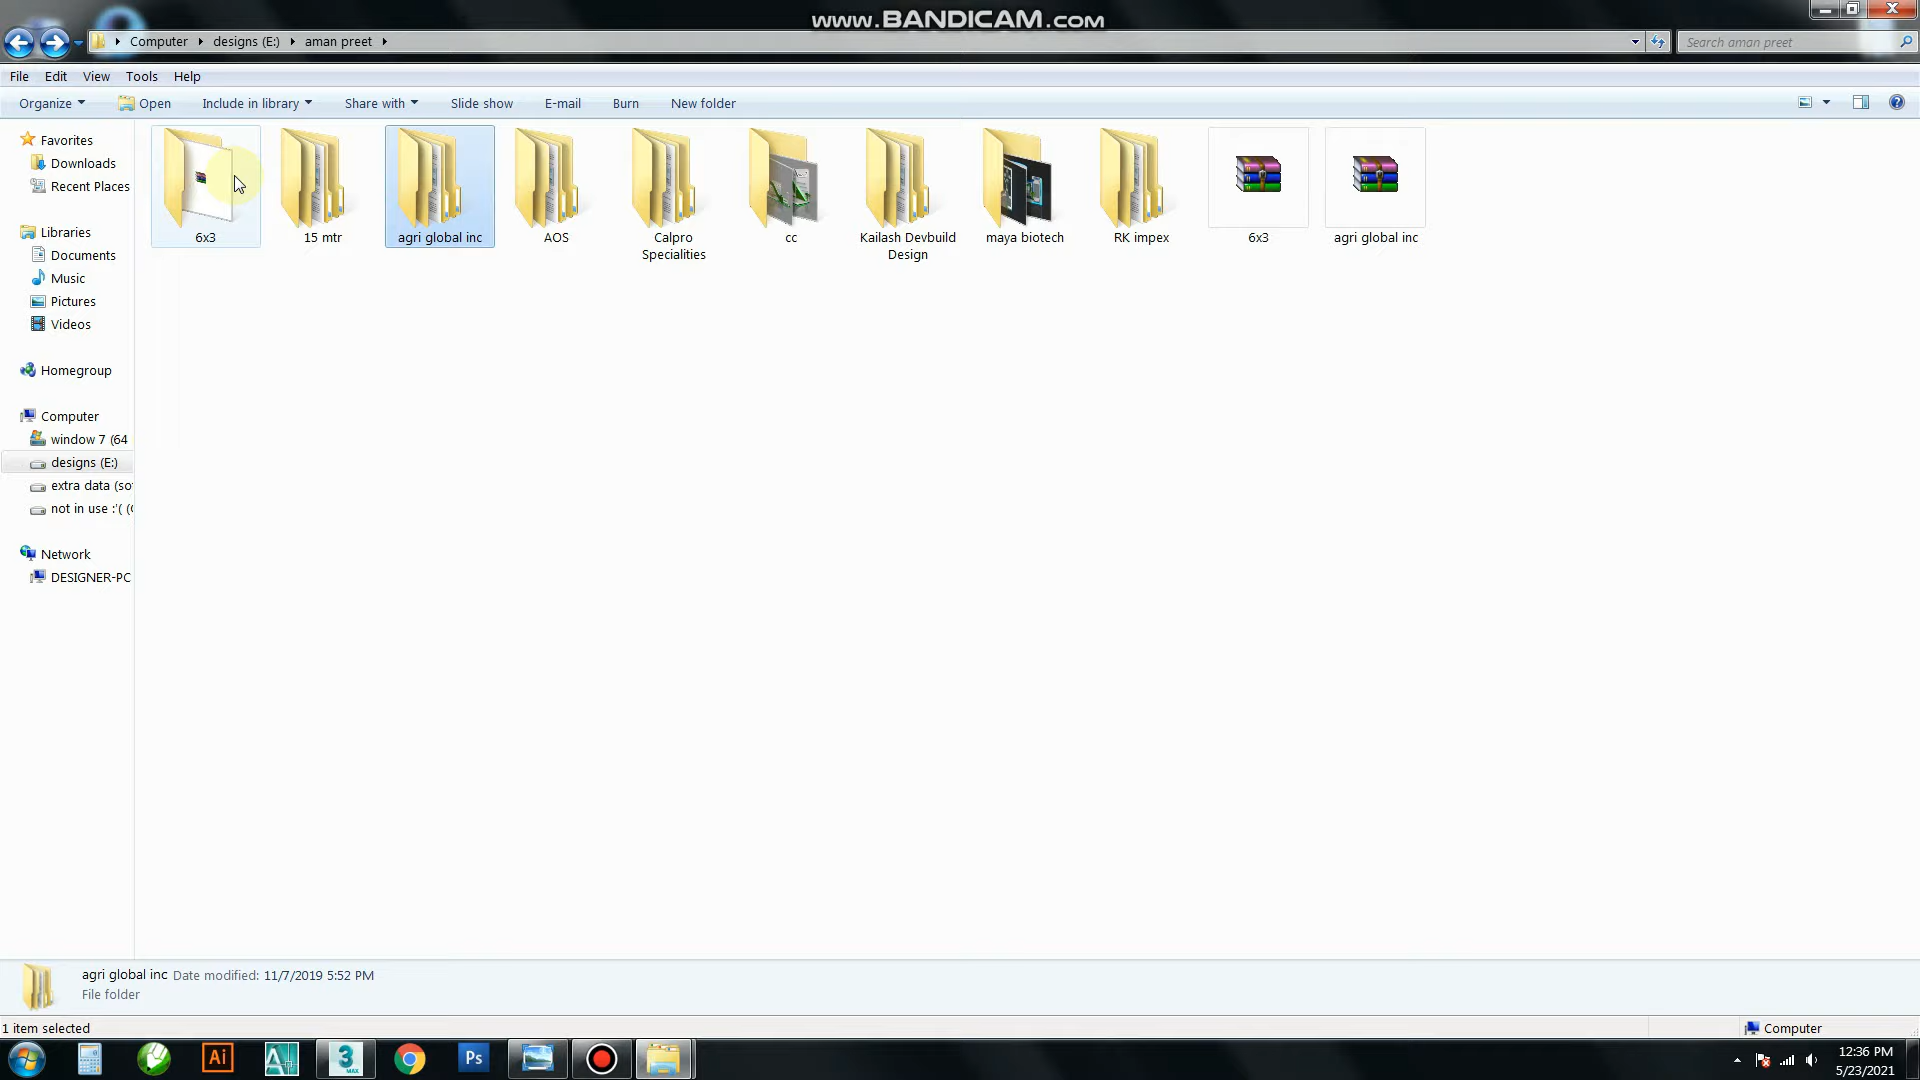 www.BANDICAM.com
Computer designs (E:) aman preet
Search aman preet
File Edit View Tools Help
Organize Open Include in library Share with Slide show E-mail Burn New folder
Favorites
Downloads
Recent Places
Libraries
Documents
Music
Pictures
Videos
Homegroup
Computer
window 7 (64
designs (E:)
extra data (so
not in use :'( (
Network
DESIGNER-PC
6x3
15 mtr
agri global inc
AOS
Calpro
Specialities
cc
Kailash Devbuild
Design
maya biotech
RK impex
6x3
agri global inc
agri global inc Date modified: 11/7/2019 5:52 PM
File folder
1 item selected
Computer
Ai
3
MAX
Ps
12:36 PM
5/23/2021